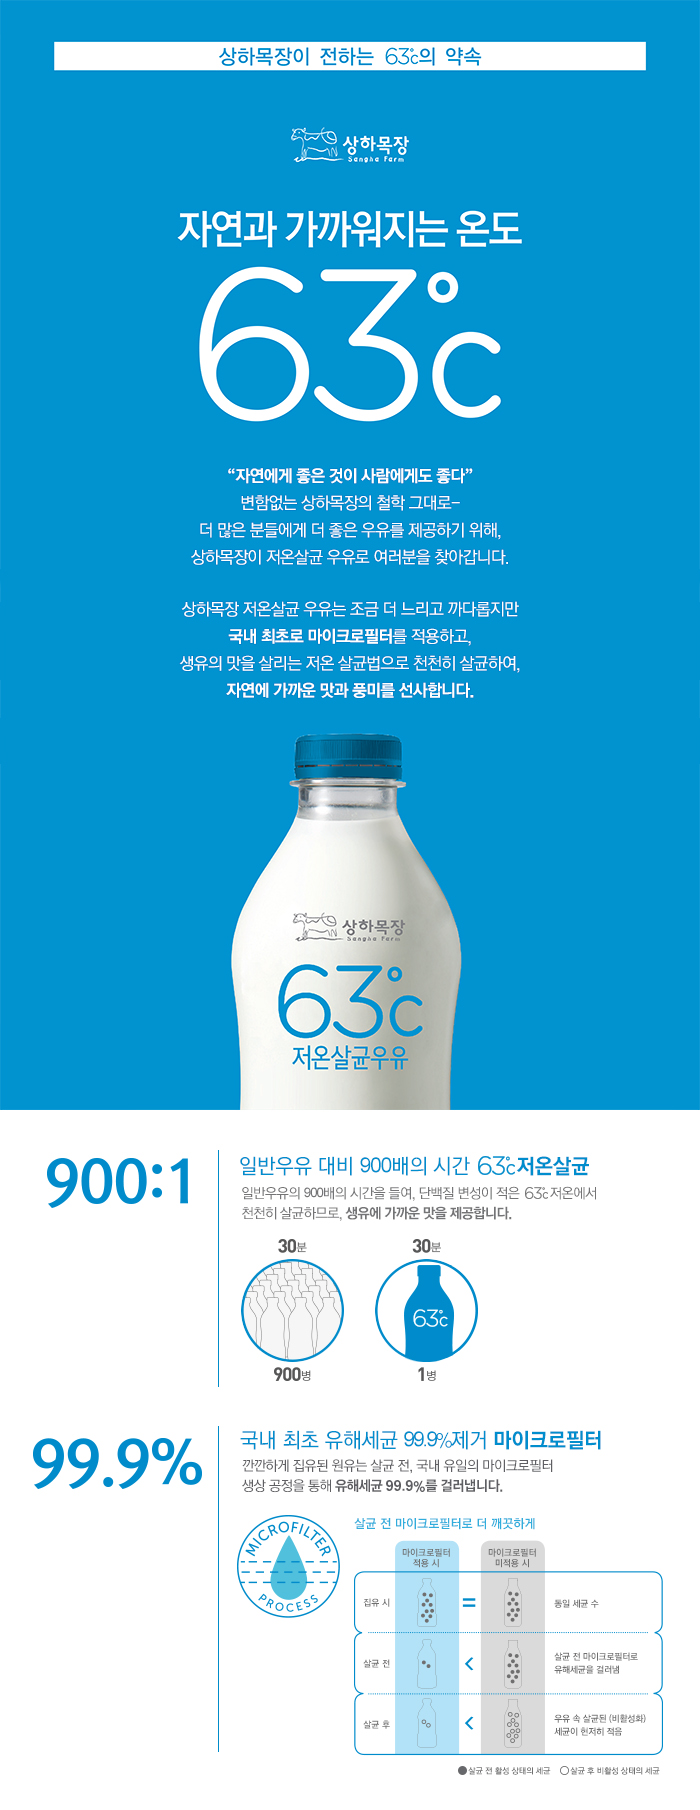 상하목장이 전하는 63℃의 약속
상하목장
Sangha Farm
자연과 가까워지는 온도
63℃
“자연에게 좋은 것이 사람에게도 좋다”
변함없는 상하목장의 철학 그대로-
더 많은 분들에게 더 좋은 우유를 제공하기 위해,
상하목장이 저온살균 우유로 여러분을 찾아갑니다.
상하목장 저온살균 우유는 조금 더 느리고 까다롭지만
국내 최초로 마이크로필터를 적용하고,
생유의 맛을 살리는 저온 살균법으로 천천히 살균하여,
자연에 가까운 맛과 풍미를 선사합니다.
상하목장
Sangha Farm
63℃
저온살균우유
900:1
일반우유 대비 900배의 시간 63℃저온살균
일반우유의 900배의 시간을 들여, 단백질 변성이 적은 63℃저온에서
천천히 살균하므로, 생유에 가까운 맛을 제공합니다.
30분 30분
63℃
900병 1병
99.9%
국내 최초 유해세균 99.9%제거 마이크로필터
깐깐하게 집유된 원유는 살균 전, 국내 유일의 마이크로필터
생상 공정을 통해 유해세균 99.9%를 걸러냅니다.
MICROFILTER
PROCESS
살균 전 마이크로필터로 더 깨끗하게
마이크로필터
적용 시
마이크로필터
미적용 시
집유 시 = 동일 세균 수
살균 전 < 살균 전 마이크로필터로
유해세균을 걸러냄
살균 후 < 우유 속 살균된 (비활성화)
세균이 현저히 적음
●살균 전 활성 상태의 세균 ○살균 후 비활성 상태의 세균